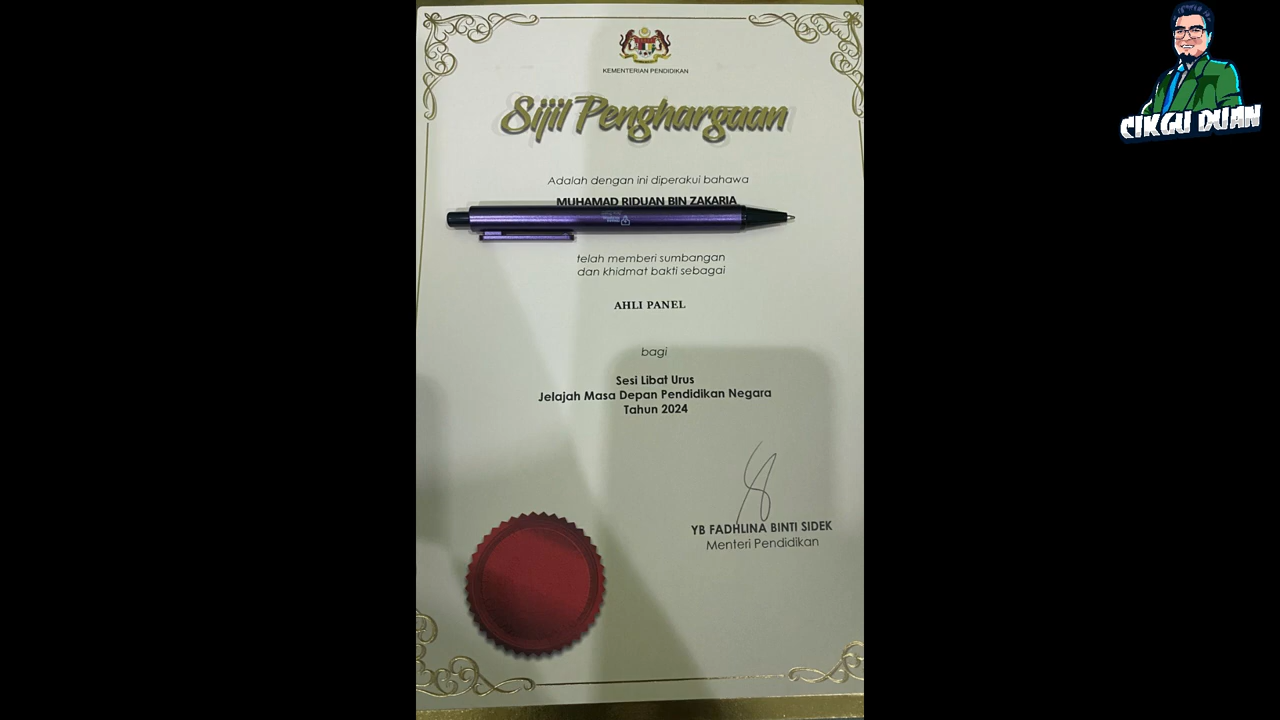 KEMENTERIAN PENDIDIKAN
Sijil Penghargaan
Adalah dengan ini diperakui bahawa
MUHAMAD RIDUAN BIN ZAKARIA
telah memberi sumbangan
dan khidmat bakti sebagai
AHLI PANEL
bagi
Sesi Libat Urus
Jelajah Masa Depan Pendidikan Negara
Tahun 2024
YB FADHLINA BINTI SIDEK
Menteri Pendidikan
CIKGU DUAN